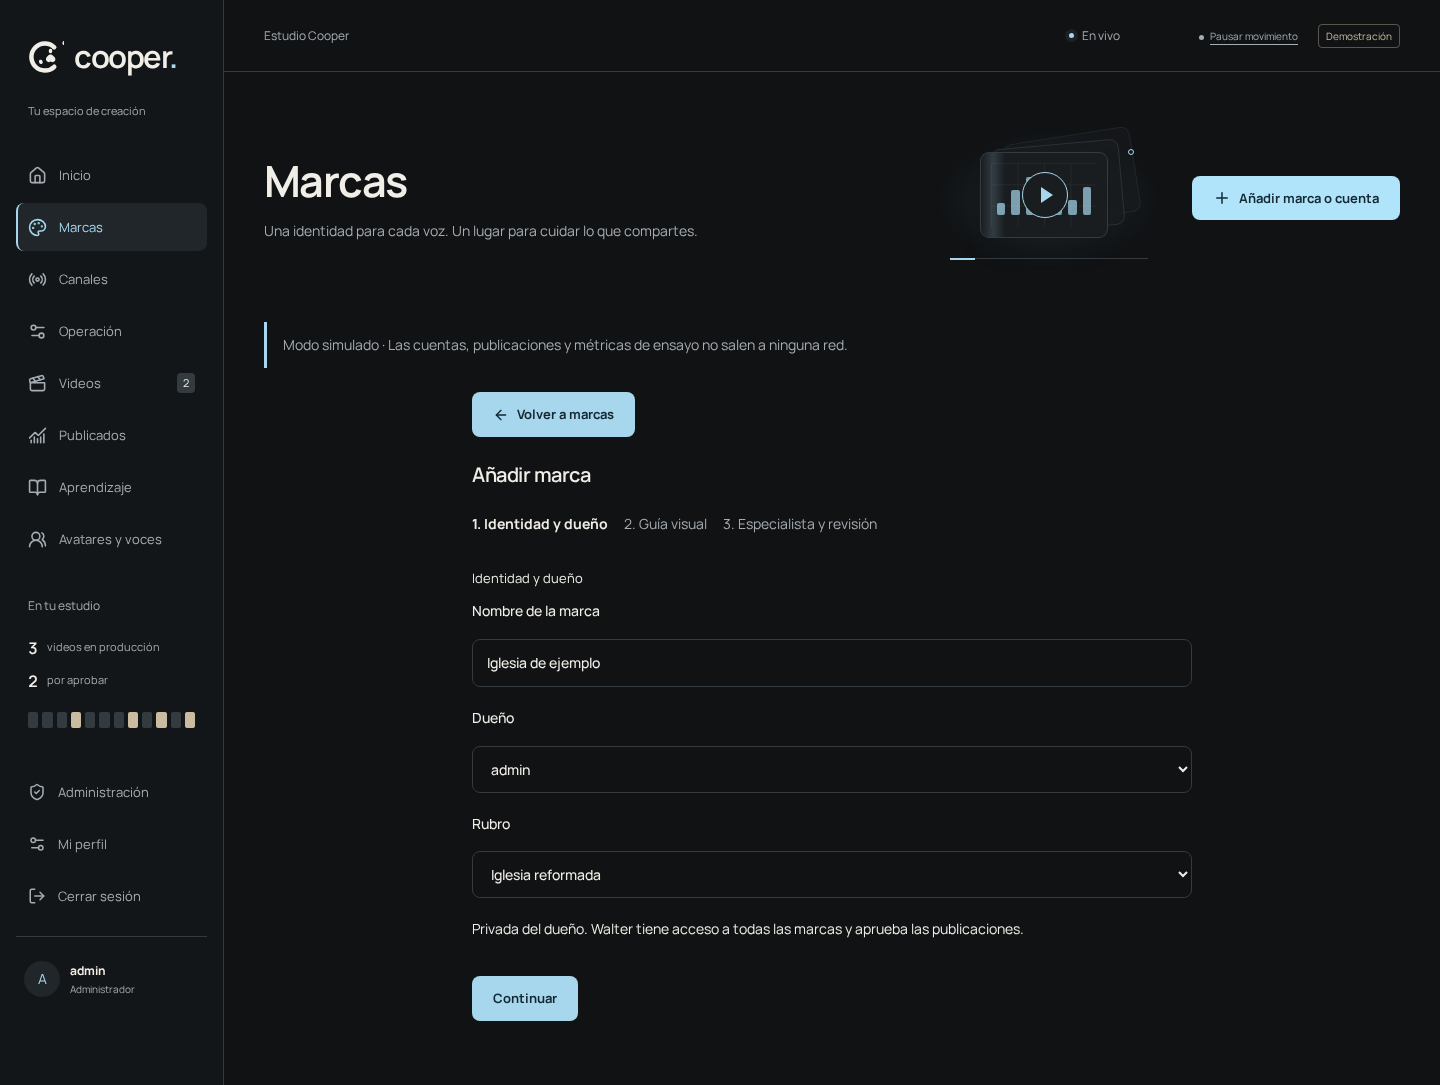 cooper.
Tu espacio de creación
Inicio
Marcas
Canales
Operación
Videos 2
Publicados
Aprendizaje
Avatares y voces
En tu estudio
3 videos en producción
2 por aprobar
Administración
Mi perfil
Cerrar sesión
A
admin
Administrador
Estudio Cooper
En vivo
Pausar movimiento
Demostración
Marcas
Una identidad para cada voz. Un lugar para cuidar lo que compartes.
Añadir marca o cuenta
Modo simulado · Las cuentas, publicaciones y métricas de ensayo no salen a ninguna red.
Volver a marcas
Añadir marca
1. Identidad y dueño 2. Guía visual 3. Especialista y revisión
Identidad y dueño
Nombre de la marca
Iglesia de ejemplo
Dueño
admin
Rubro
Iglesia reformada
Privada del dueño. Walter tiene acceso a todas las marcas y aprueba las publicaciones.
Continuar